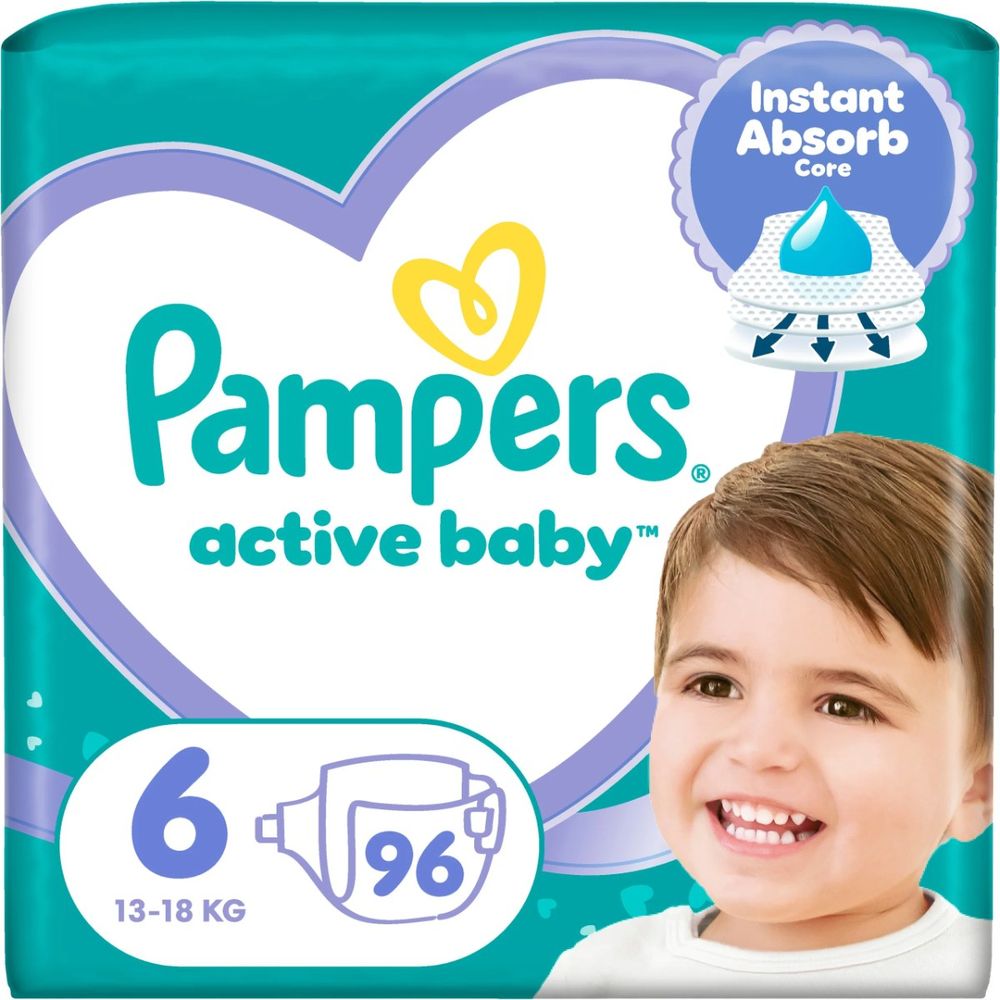 Instant
Absorb
Core
Pampers®
active baby™
6
96
13-18 KG